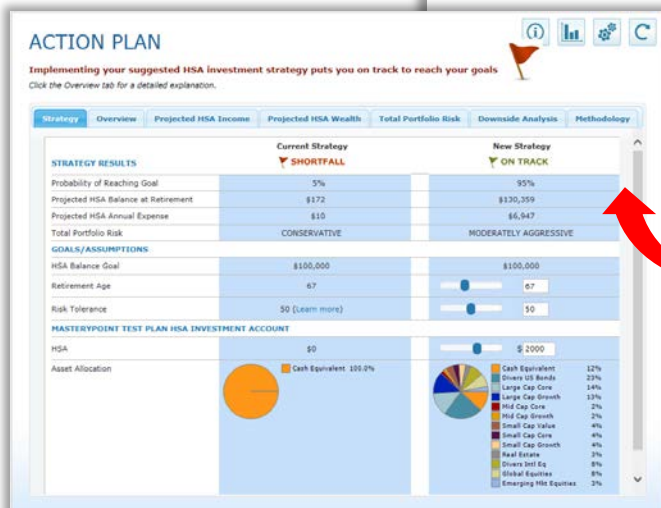 ACTION PLAN
Implementing your suggested HSA investment strategy puts you on track to reach your goals
Click the Overview tab for a detailed explanation.
Strategy Overview Projected HSA Income Projected HSA Wealth Total Portfolio Risk Downside Analysis Methodology
Current Strategy New Strategy
STRATEGY RESULTS SHORTFALL ON TRACK
Probability of Reaching Goal 5% 95%
Projected HSA Balance at Retirement $172 $130,359
Projected HSA Annual Expense $10 $6,947
Total Portfolio Risk CONSERVATIVE MODERATELY AGGRESSIVE
GOALS/ASSUMPTIONS
HSA Balance Goal $100,000 $100,000
Retirement Age 67 67
Risk Tolerance 50 (Learn more) 50
MASTERYPOINT TEST PLAN HSA INVESTMENT ACCOUNT
HSA $0 $ 2000
Asset Allocation Cash Equivalent 100.0% Cash Equivalent 12%
Divers US Bonds 23%
Large Cap Core 14%
Large Cap Growth 13%
Mid Cap Core 2%
Mid Cap Growth 2%
Small Cap Value 4%
Small Cap Core 4%
Small Cap Growth 4%
Real Estate 3%
Divers Intl Eq 8%
Global Equities 8%
Emerging Mkt Equities 3%